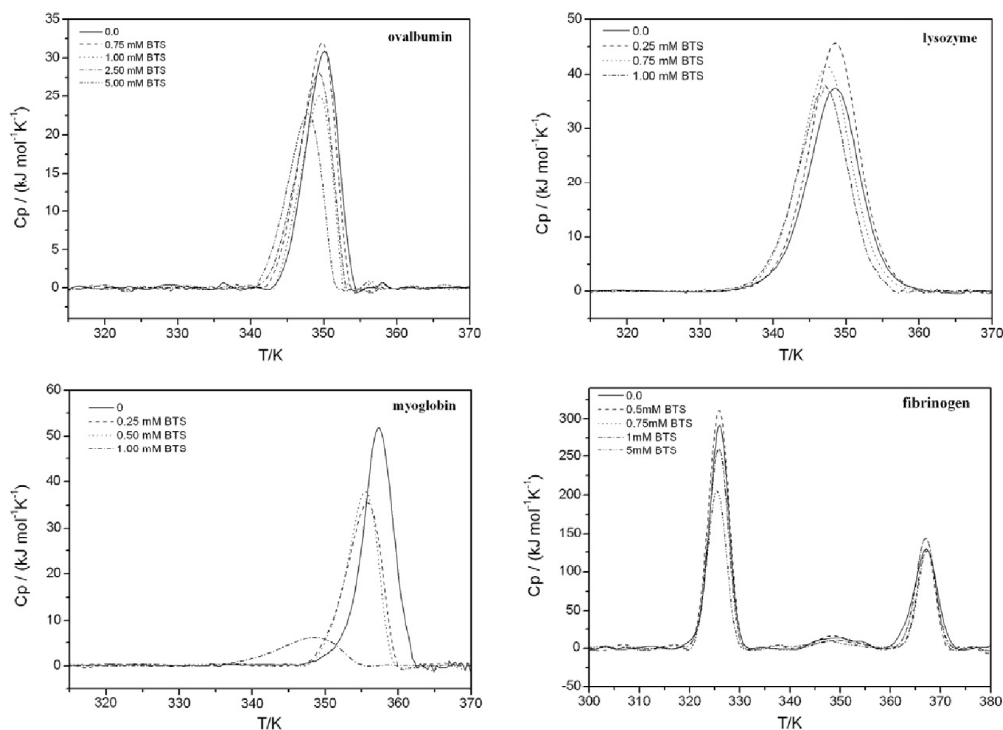 ovalbumin
0.0
0.75 mM BTS
1.00 mM BTS
2.50 mM BTS
5.00 mM BTS
35
30
25
20
15
10
5
0
Cp / (kJ mol⁻¹K⁻¹)
320 330 340 350 360 370
T/K
lysozyme
0.0
0.25 mM BTS
0.75 mM BTS
1.00 mM BTS
50
40
30
20
10
0
Cp / (kJ mol⁻¹K⁻¹)
320 330 340 350 360 370
T/K
myoglobin
0
0.25 mM BTS
0.50 mM BTS
1.00 mM BTS
60
50
40
30
20
10
0
Cp / (kJ mol⁻¹K⁻¹)
320 330 340 350 360 370
T/K
fibrinogen
0.0
0.5mM BTS
0.75mM BTS
1mM BTS
5mM BTS
300
250
200
150
100
50
0
-50
Cp / (kJ mol⁻¹K⁻¹)
300 310 320 330 340 350 360 370 380
T/K